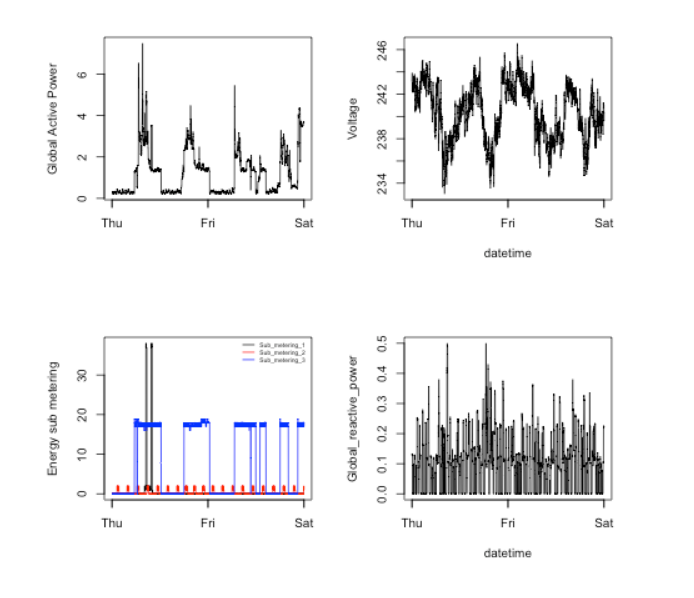 Global Active Power
0
2
4
6
Thu
Fri
Sat
Voltage
234
238
242
246
Thu
Fri
Sat
datetime
Energy sub metering
0
10
20
30
Sub_metering_1
Sub_metering_2
Sub_metering_3
Thu
Fri
Sat
Global_reactive_power
0.0
0.1
0.2
0.3
0.4
0.5
Thu
Fri
Sat
datetime